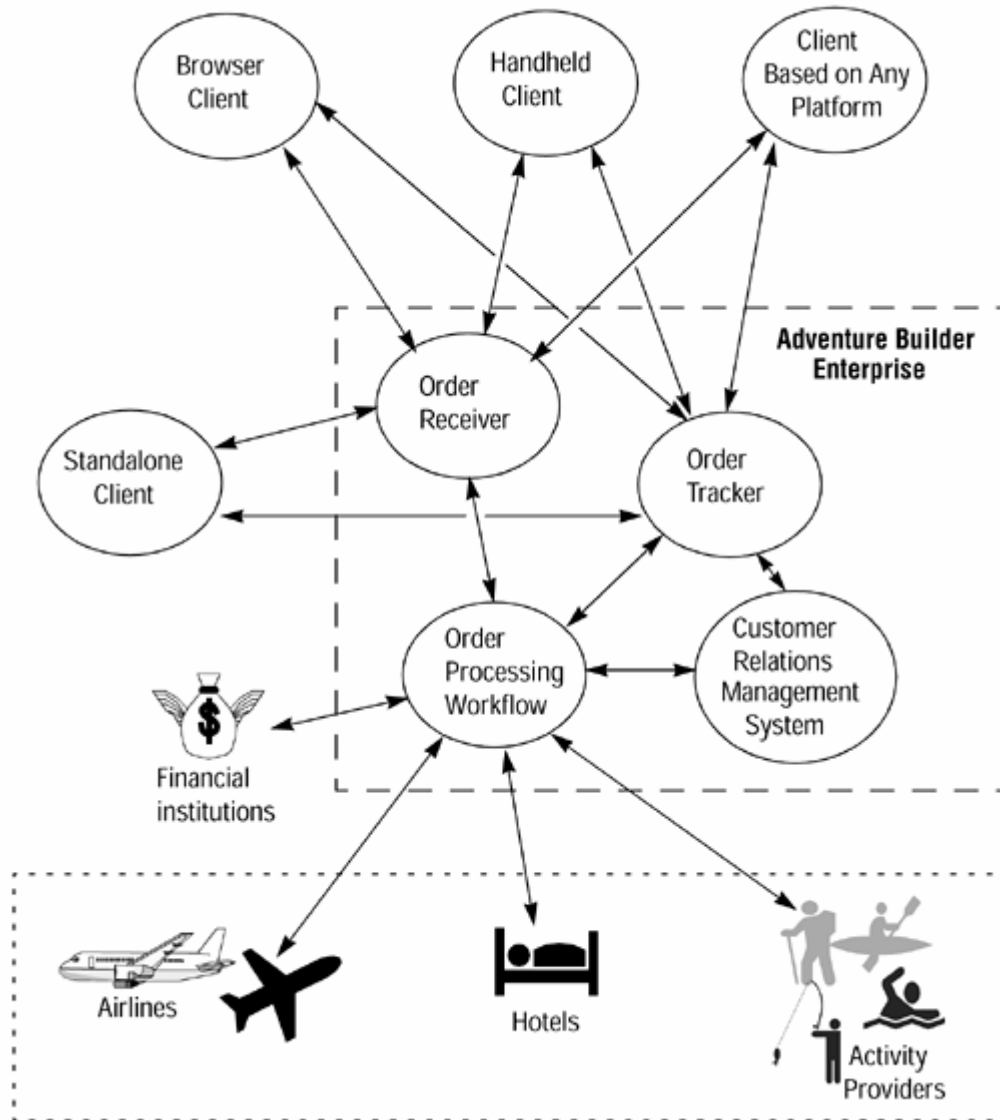 Browser
Client
Handheld
Client
Client
Based on Any
Platform
Adventure Builder
Enterprise
Order
Receiver
Standalone
Client
Order
Tracker
Order
Processing
Workflow
Customer
Relations
Management
System
$
Financial
institutions
Airlines
Hotels
Activity
Providers